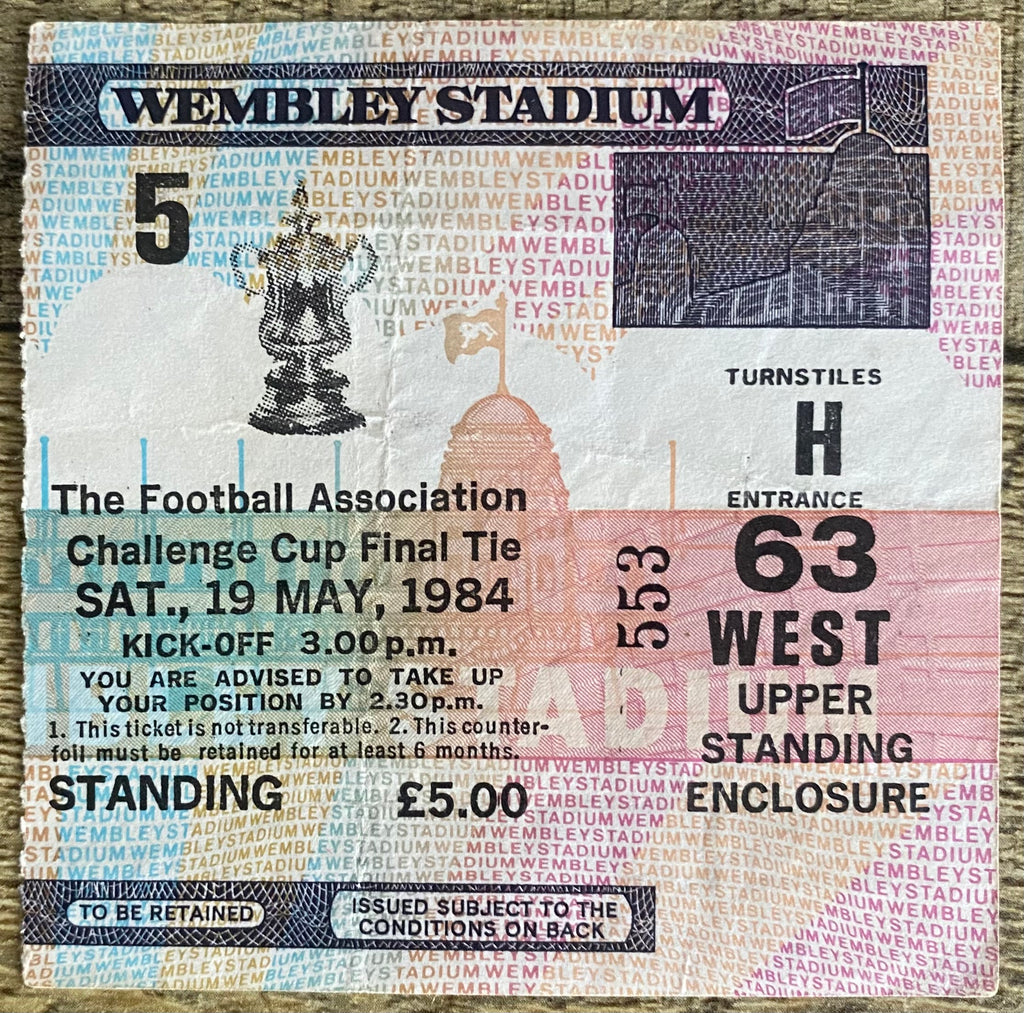 WEMBLEY STADIUM
5
TURNSTILES
H
ENTRANCE
63
WEST
UPPER
STANDING
ENCLOSURE
553
The Football Association
Challenge Cup Final Tie
SAT., 19 MAY, 1984
KICK-OFF 3.00 p.m.
YOU ARE ADVISED TO TAKE UP
YOUR POSITION BY 2.30p.m.
1. This ticket is not transferable. 2. This counter-
foil must be retained for at least 6 months.
STANDING £5.00
TO BE RETAINED
ISSUED SUBJECT TO THE
CONDITIONS ON BACK
STADIUM